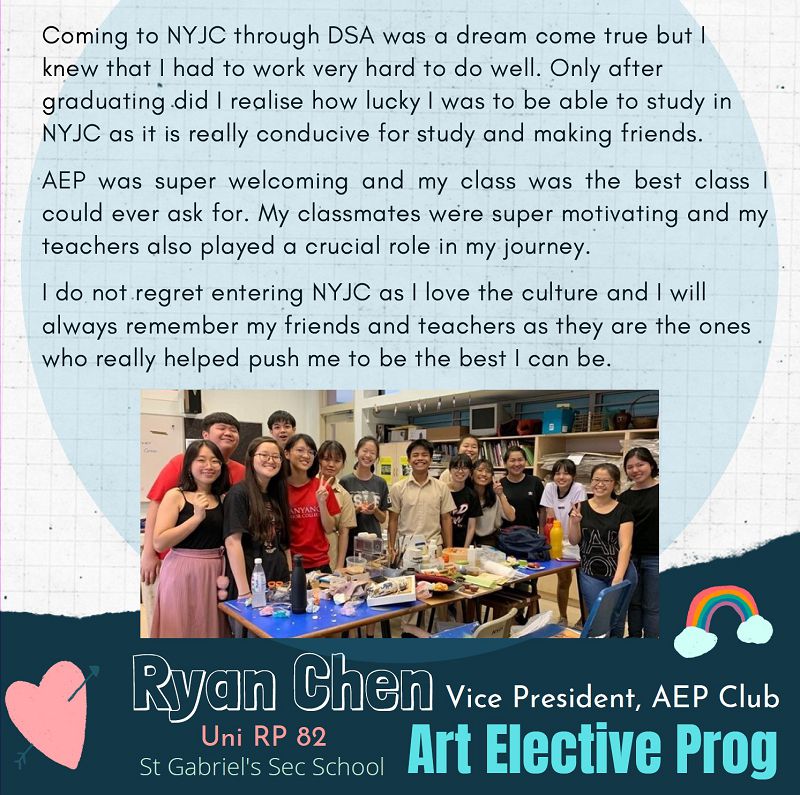 Coming to NYJC through DSA was a dream come true but I
knew that I had to work very hard to do well. Only after
graduating did I realise how lucky I was to be able to study in
NYJC as it is really conducive for study and making friends.
AEP was super welcoming and my class was the best class I
could ever ask for. My classmates were super motivating and my
teachers also played a crucial role in my journey.
I do not regret entering NYJC as I love the culture and I will
always remember my friends and teachers as they are the ones
who really helped push me to be the best I can be.
Ryan Chen
Vice President, AEP Club
Uni RP 82
Art Elective Prog
St Gabriel's Sec School